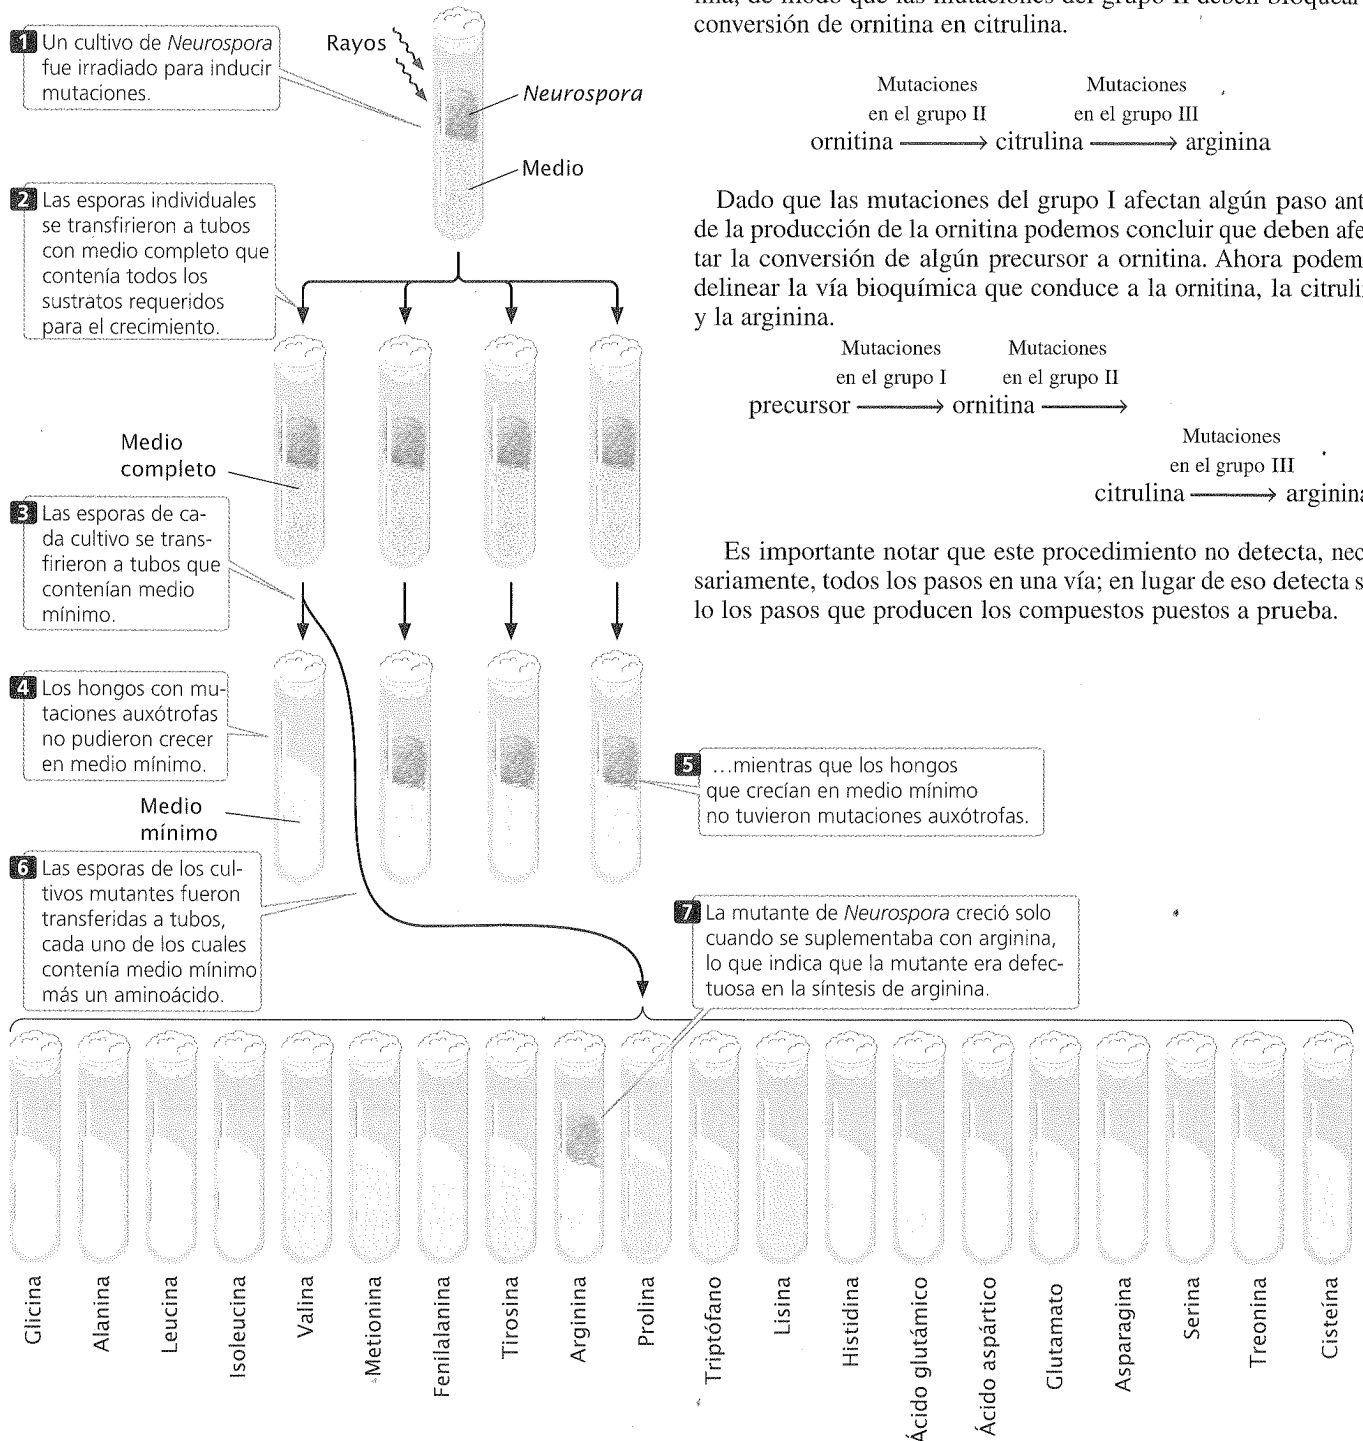 conversión de ornitina en citrulina.
Mutaciones
en el grupo II
Mutaciones
en el grupo III
ornitina ⟶ citrulina ⟶ arginina
Dado que las mutaciones del grupo I afectan algún paso ant
de la producción de la ornitina podemos concluir que deben afe
tar la conversión de algún precursor a ornitina. Ahora podem
delinear la vía bioquímica que conduce a la ornitina, la citruli
y la arginina.
Mutaciones
en el grupo I
Mutaciones
en el grupo II
precursor ⟶ ornitina ⟶
Mutaciones
en el grupo III
citrulina ⟶ arginina
Es importante notar que este procedimiento no detecta, nec
sariamente, todos los pasos en una vía; en lugar de eso detecta s
lo los pasos que producen los compuestos puestos a prueba.
1 Un cultivo de Neurospora
fue irradiado para inducir
mutaciones.
Rayos
Neurospora
Medio
2 Las esporas individuales
se transfirieron a tubos
con medio completo que
contenía todos los
sustratos requeridos
para el crecimiento.
Medio
completo
3 Las esporas de ca-
da cultivo se trans-
firieron a tubos que
contenían medio
mínimo.
4 Los hongos con mu-
taciones auxótrofas
no pudieron crecer
en medio mínimo.
Medio
mínimo
5 ...mientras que los hongos
que crecían en medio mínimo
no tuvieron mutaciones auxótrofas.
6 Las esporas de los cul-
tivos mutantes fueron
transferidas a tubos,
cada uno de los cuales
contenía medio mínimo
más un aminoácido.
7 La mutante de Neurospora creció solo
cuando se suplementaba con arginina,
lo que indica que la mutante era defec-
tuosa en la síntesis de arginina.
Glicina
Alanina
Leucina
Isoleucina
Valina
Metionina
Fenilalanina
Tirosina
Arginina
Prolina
Triptófano
Lisina
Histidina
Ácido glutámico
Ácido aspártico
Glutamato
Asparagina
Serina
Treonina
Cisteína